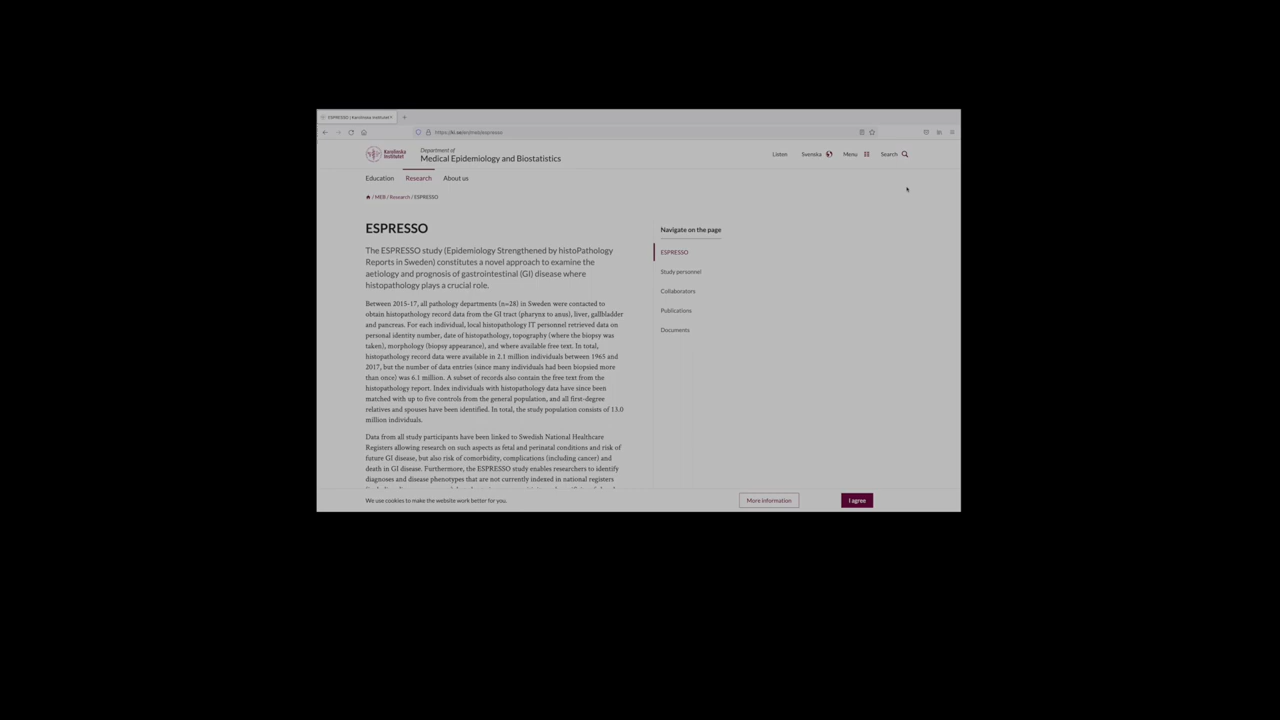 ESPRESSO | Karolinska Institutet
https://ki.se/en/meb/espresso
Karolinska
Institutet
Department of
Medical Epidemiology and Biostatistics
Listen
Svenska
Menu
Search
Education
Research
About us
/ MEB / Research / ESPRESSO
ESPRESSO
The ESPRESSO study (Epidemiology Strengthened by histoPathology
Reports in Sweden) constitutes a novel approach to examine the
aetiology and prognosis of gastrointestinal (GI) disease where
histopathology plays a crucial role.
Between 2015-17, all pathology departments (n=28) in Sweden were contacted to
obtain histopathology record data from the GI tract (pharynx to anus), liver, gallbladder
and pancreas. For each individual, local histopathology IT personnel retrieved data on
personal identity number, date of histopathology, topography (where the biopsy was
taken), morphology (biopsy appearance), and where available free text. In total,
histopathology record data were available in 2.1 million individuals between 1965 and
2017, but the number of data entries (since many individuals had been biopsied more
than once) was 6.1 million. A subset of records also contain the free text from the
histopathology report. Index individuals with histopathology data have since been
matched with up to five controls from the general population, and all first-degree
relatives and spouses have been identified. In total, the study population consists of 13.0
million individuals.
Data from all study participants have been linked to Swedish National Healthcare
Registers allowing research on such aspects as fetal and perinatal conditions and risk of
future GI disease, but also risk of comorbidity, complications (including cancer) and
death in GI disease. Furthermore, the ESPRESSO study enables researchers to identify
diagnoses and disease phenotypes that are not currently indexed in national registers
Navigate on the page
ESPRESSO
Study personnel
Collaborators
Publications
Documents
We use cookies to make the website work better for you.
More information
I agree